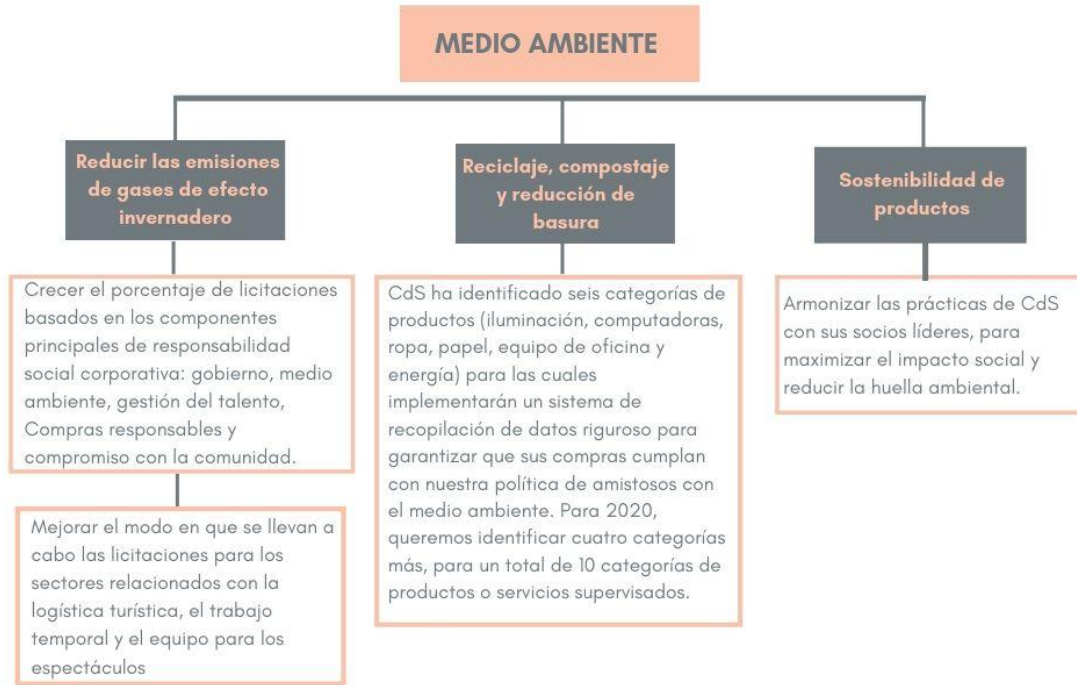 MEDIO AMBIENTE
Reducir las emisiones
de gases de efecto
invernadero
Crecer el porcentaje de licitaciones
basados en los componentes
principales de responsabilidad
social corporativa: gobierno, medio
ambiente, gestión del talento,
Compras responsables y
compromiso con la comunidad.
Mejorar el modo en que se llevan a
cabo las licitaciones para los
sectores relacionados con la
logística turística, el trabajo
temporal y el equipo para los
espectáculos
Reciclaje, compostaje
y reducción de
basura
CdS ha identificado seis categorías de
productos (iluminación, computadoras,
ropa, papel, equipo de oficina y
energía) para las cuales
implementarán un sistema de
recopilación de datos riguroso para
garantizar que sus compras cumplan
con nuestra política de amistosos con
el medio ambiente. Para 2020,
queremos identificar cuatro categorías
más, para un total de 10 categorías de
productos o servicios supervisados.
Sostenibilidad de
productos
Armonizar las prácticas de CdS
con sus socios líderes, para
maximizar el impacto social y
reducir la huella ambiental.